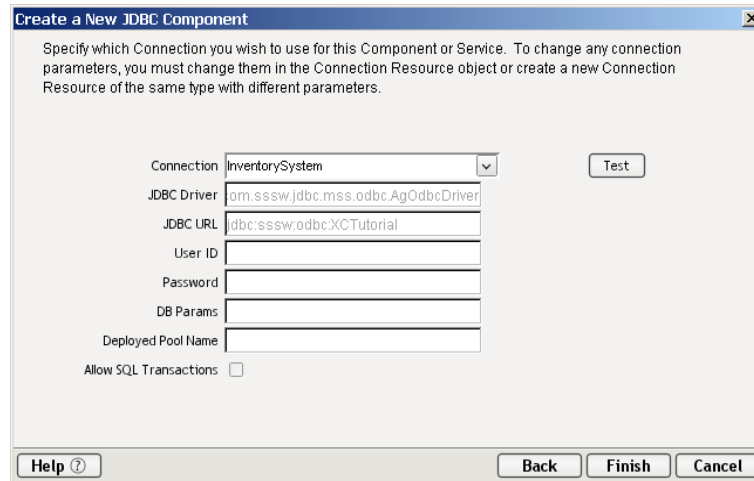 Create a New JDBC Component
Specify which Connection you wish to use for this Component or Service. To change any connection
parameters, you must change them in the Connection Resource object or create a new Connection
Resource of the same type with different parameters.
Connection InventorySystem Test
JDBC Driver com.sssw.jdbc.mss.odbc.AgOdbcDriver
JDBC URL jdbc:sssw:odbc:XCTutorial
User ID
Password
DB Params
Deployed Pool Name
Allow SQL Transactions
Help ? Back Finish Cancel